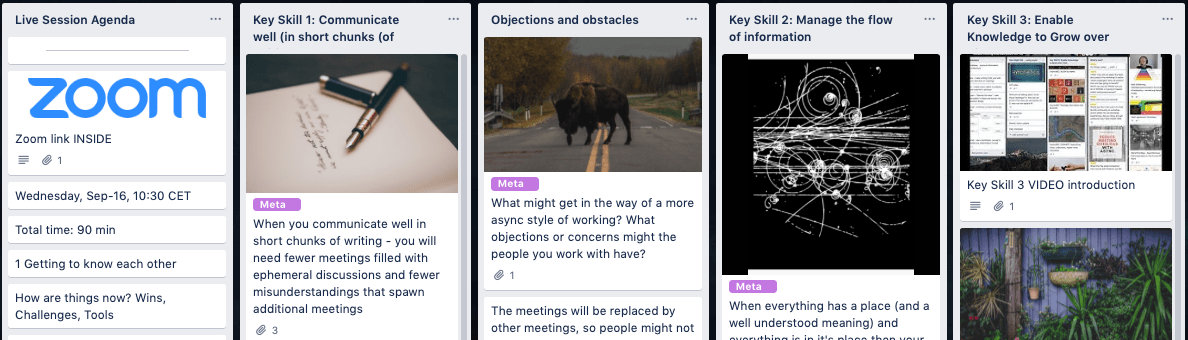 Live Session Agenda
zoom
Zoom link INSIDE
1
Wednesday, Sep-16, 10:30 CET
Total time: 90 min
1 Getting to know each other
How are things now? Wins,
Challenges, Tools
Key Skill 1: Communicate
well (in short chunks (of
Meta
When you communicate well in
short chunks of writing - you will
need fewer meetings filled with
ephemeral discussions and fewer
misunderstandings that spawn
additional meetings
3
Objections and obstacles
Meta
What might get in the way of a more
async style of working? What
objections or concerns might the
people you work with have?
1
The meetings will be replaced by
other meetings, so people might not
Key Skill 2: Manage the flow
of information
Meta
When everything has a place (and a
well understood meaning) and
everything is in it's place then your
Key Skill 3: Enable
Knowledge to Grow over
Key Skill 3 VIDEO introduction
1